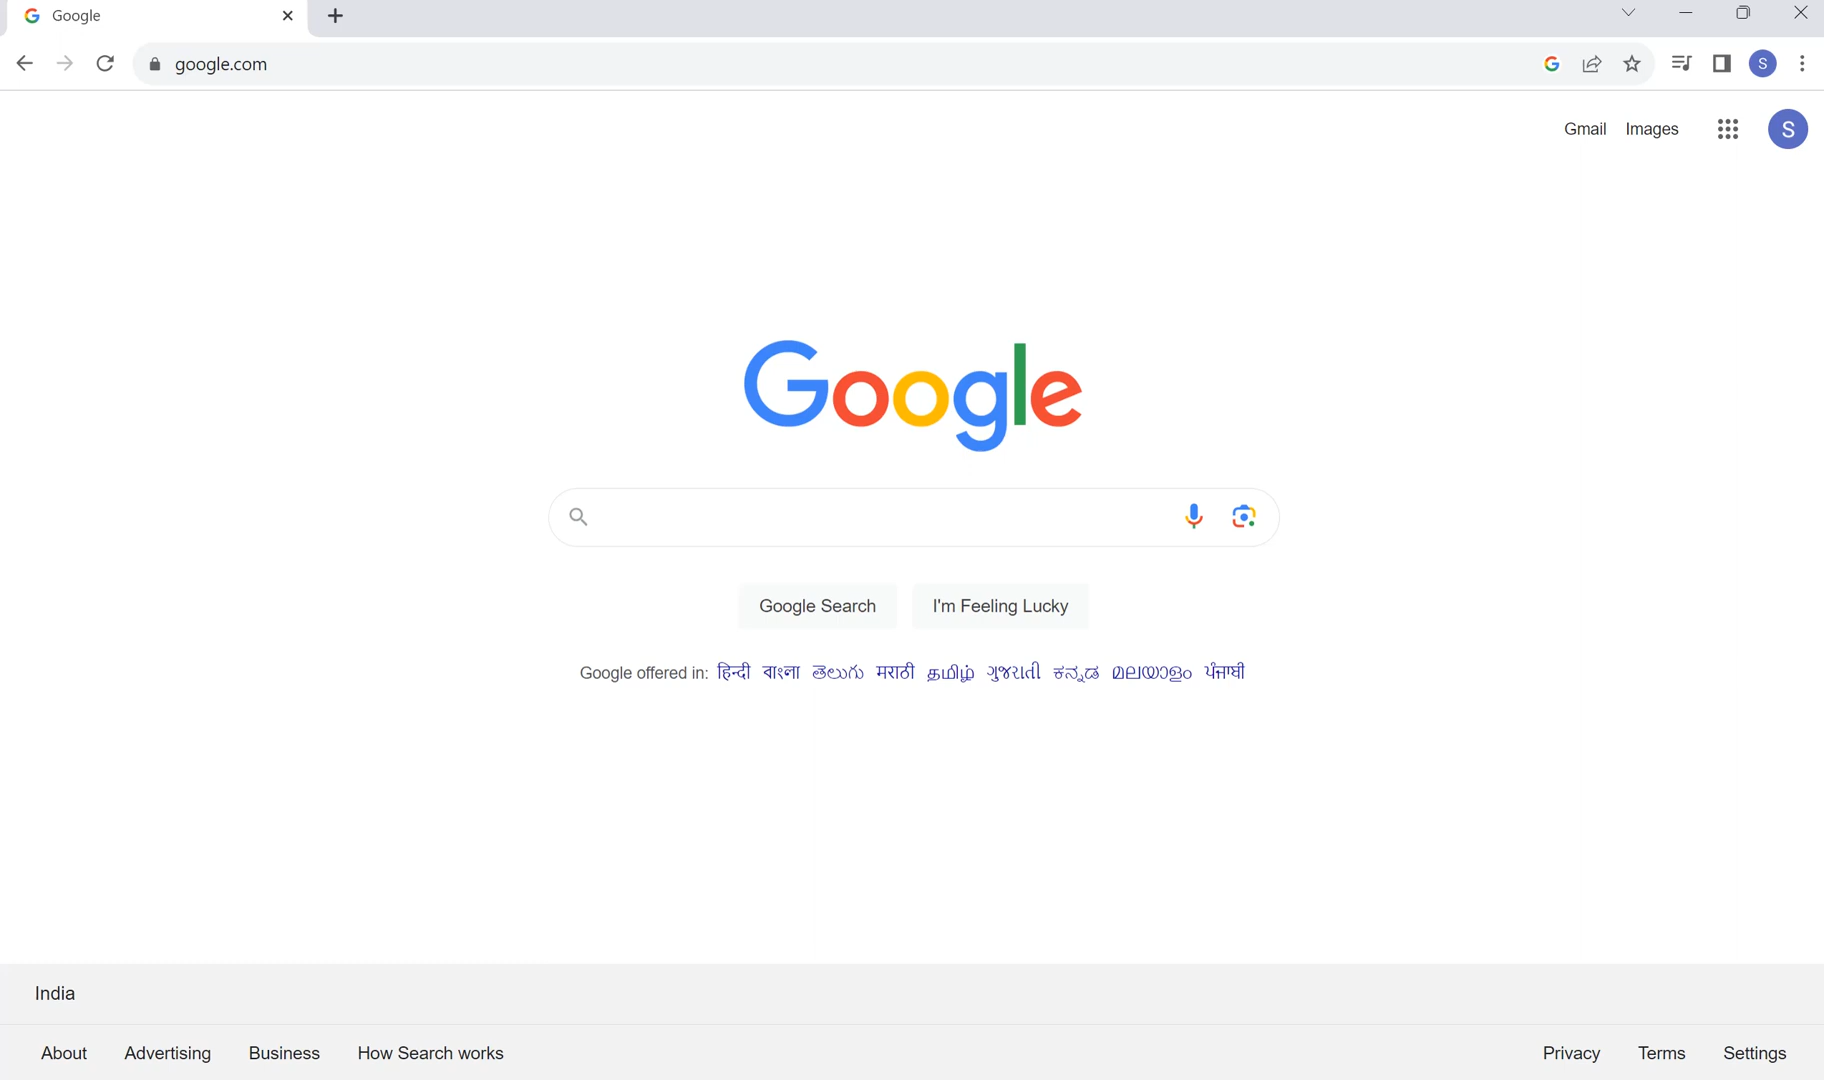 Google
google.com
S
Gmail Images
S
Google
Google Search I'm Feeling Lucky
Google offered in: हिन्दी বাংলা తెలుగు मराठी தமிழ் ગુજરાતી ಕನ್ನಡ മലയാളം ਪੰਜਾਬੀ
India
About Advertising Business How Search works Privacy Terms Settings